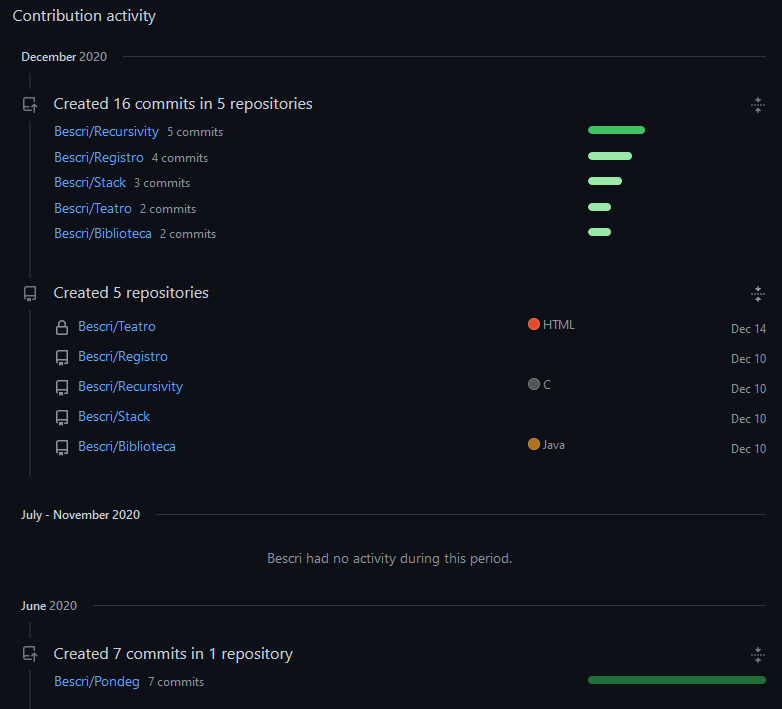 Contribution activity
December 2020
Created 16 commits in 5 repositories
Bescri/Recursivity 5 commits
Bescri/Registro 4 commits
Bescri/Stack 3 commits
Bescri/Teatro 2 commits
Bescri/Biblioteca 2 commits
Created 5 repositories
Bescri/Teatro HTML Dec 14
Bescri/Registro Dec 10
Bescri/Recursivity C Dec 10
Bescri/Stack Dec 10
Bescri/Biblioteca Java Dec 10
July - November 2020
Bescri had no activity during this period.
June 2020
Created 7 commits in 1 repository
Bescri/Pondeg 7 commits